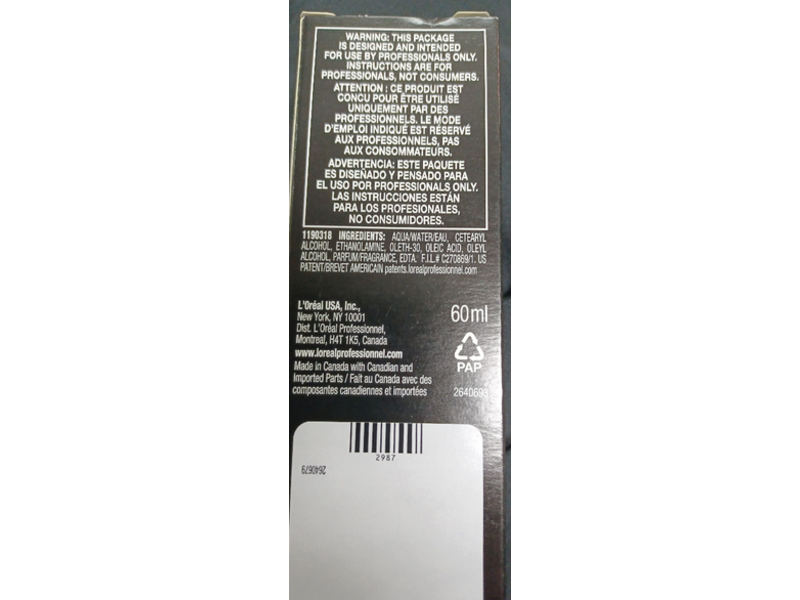 WARNING: THIS PACKAGE
IS DESIGNED AND INTENDED
FOR USE BY PROFESSIONALS ONLY.
INSTRUCTIONS ARE FOR
PROFESSIONALS, NOT CONSUMERS.
ATTENTION : CE PRODUIT EST
CONÇU POUR ÊTRE UTILISÉ
UNIQUEMENT PAR DES
PROFESSIONNELS. LE MODE
D'EMPLOI INDIQUÉ EST RÉSERVÉ
AUX PROFESSIONNELS, PAS
AUX CONSOMMATEURS.
ADVERTENCIA: ESTE PAQUETE
ES DISEÑADO Y PENSADO PARA
EL USO POR PROFESSIONALS ONLY.
LAS INSTRUCCIONES ESTÁN
PARA LOS PROFESIONALES,
NO CONSUMIDORES.
1190318 INGREDIENTS: AQUA/WATER/EAU, CETEARYL
ALCOHOL, ETHANOLAMINE, OLETH-30, OLEIC ACID, OLEYL
ALCOHOL, PARFUM/FRAGRANCE, EDTA. F.I.L.# C270869/1. US
PATENT/BREVET AMERICAIN patents.lorealprofessionnel.com
L'Oréal USA, Inc.,
New York, NY 10001
Dist. L'Oréal Professionnel,
Montreal, H4T 1K5, Canada
www.lorealprofessionnel.com
Made in Canada with Canadian and
Imported Parts / Fait au Canada avec des
composantes canadiennes et importées
60ml
PAP
2640693
2987
2640679